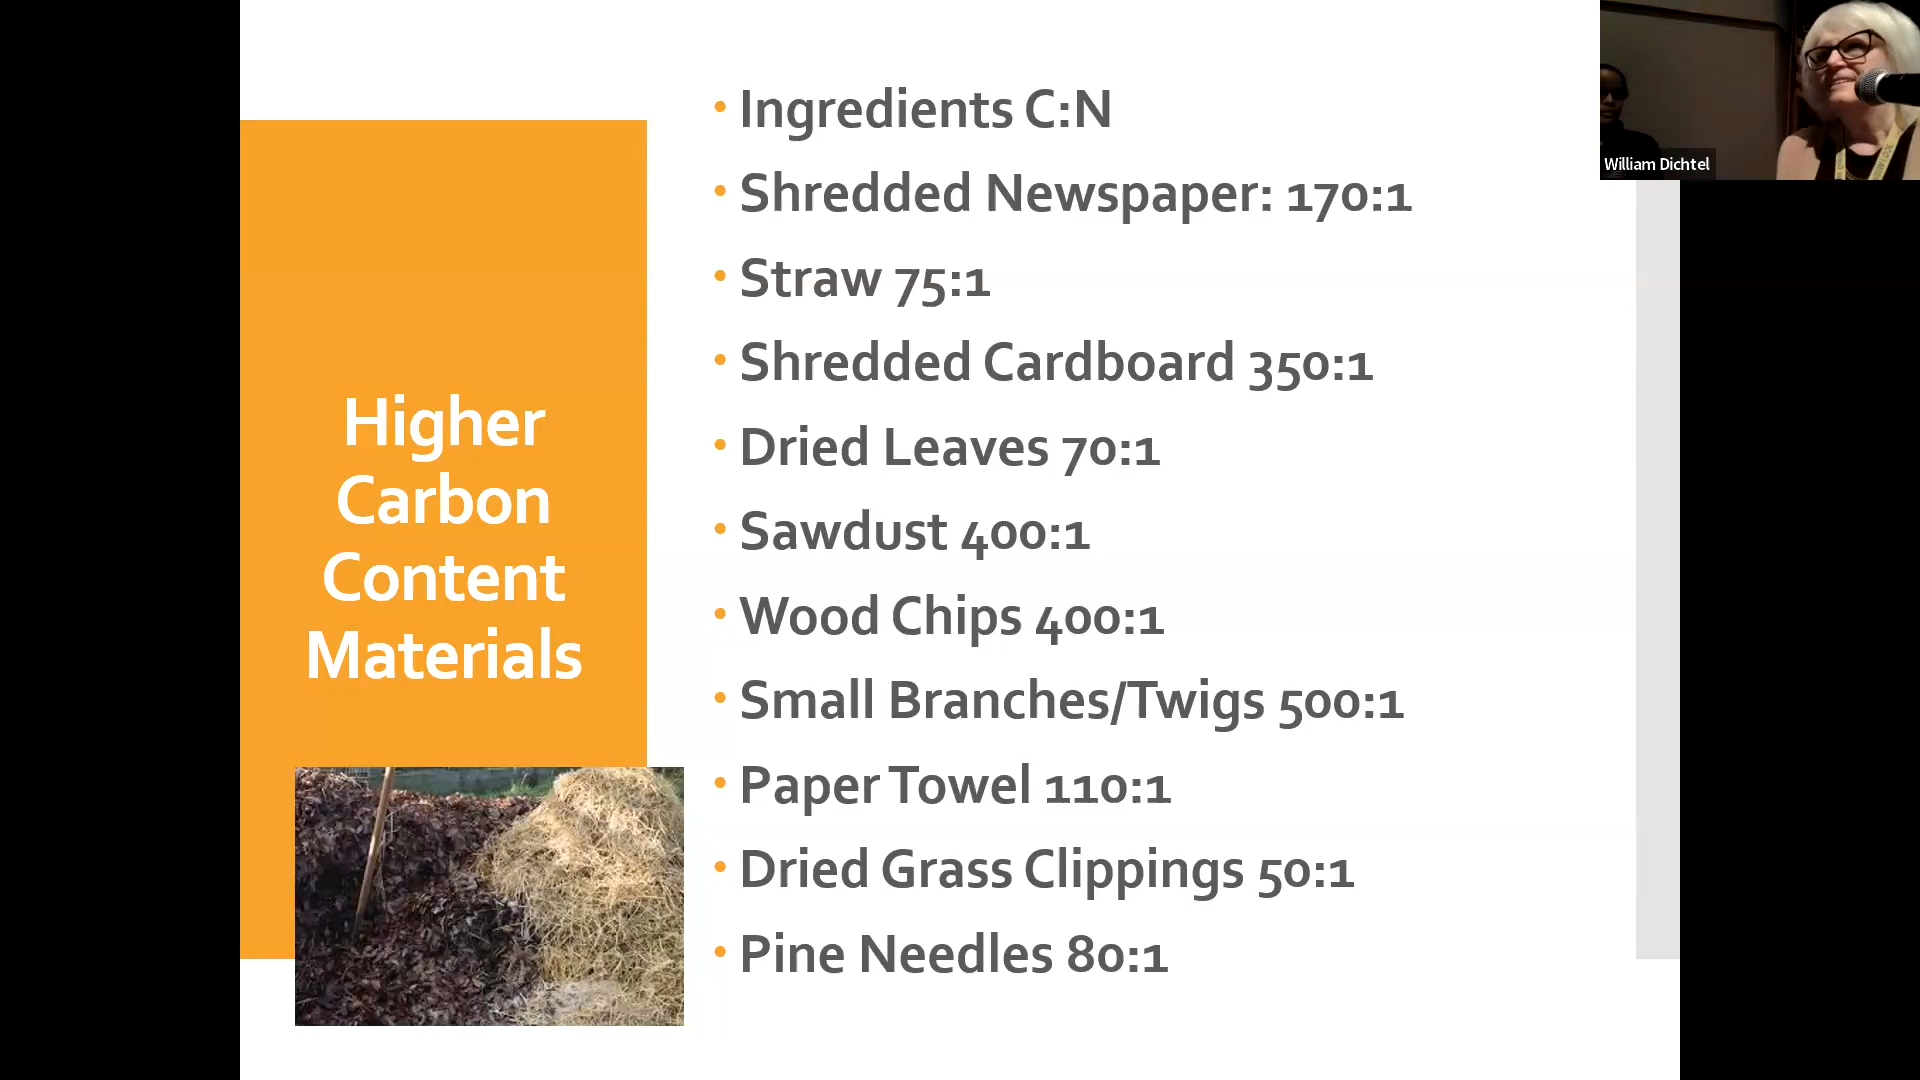 Higher
Carbon
Content
Materials
Ingredients C:N
Shredded Newspaper: 170:1
Straw 75:1
Shredded Cardboard 350:1
Dried Leaves 70:1
Sawdust 400:1
Wood Chips 400:1
Small Branches/Twigs 500:1
Paper Towel 110:1
Dried Grass Clippings 50:1
Pine Needles 80:1
William Dichtel